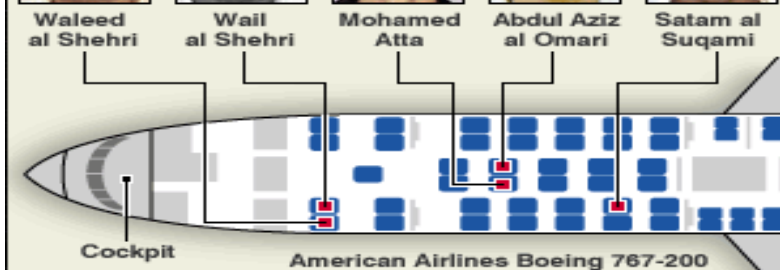 Waleed
al Shehri
Wail
al Shehri
Mohamed
Atta
Abdul Aziz
al Omari
Satam al
Suqami
Cockpit
American Airlines Boeing 767-200